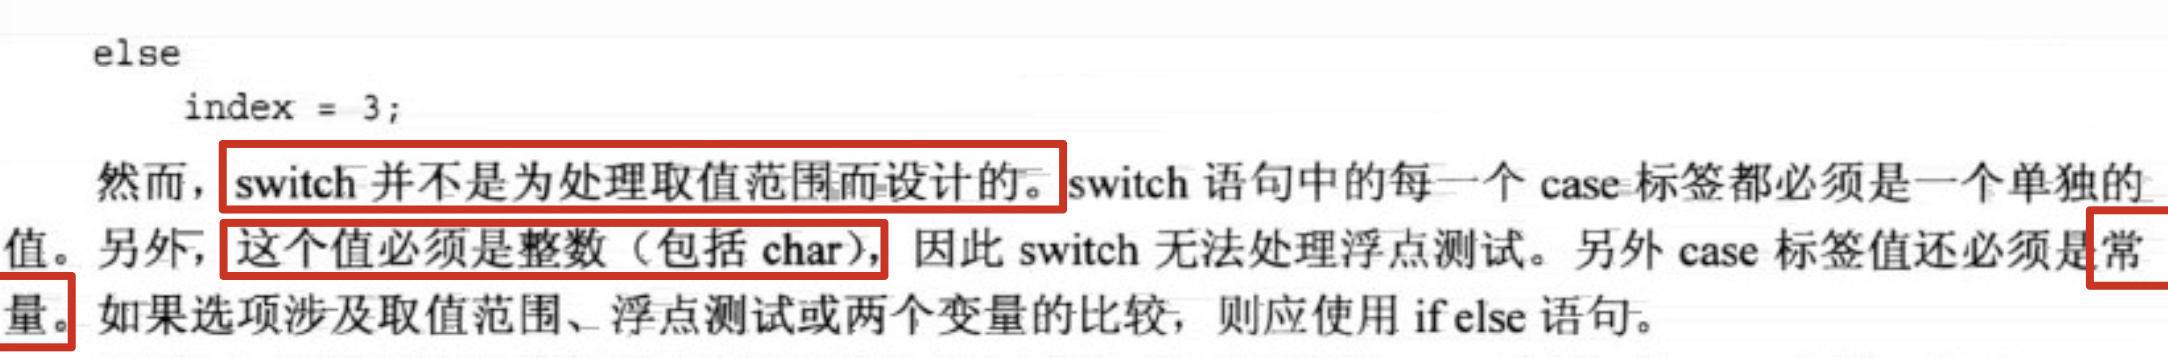 else
index = 3;
然而，switch 并不是为处理取值范围而设计的。switch 语句中的每一个 case 标签都必须是一个单独的
值。另外，这个值必须是整数（包括 char），因此 switch 无法处理浮点测试。另外 case 标签值还必须是常
量。如果选项涉及取值范围、浮点测试或两个变量的比较，则应使用 if else 语句。